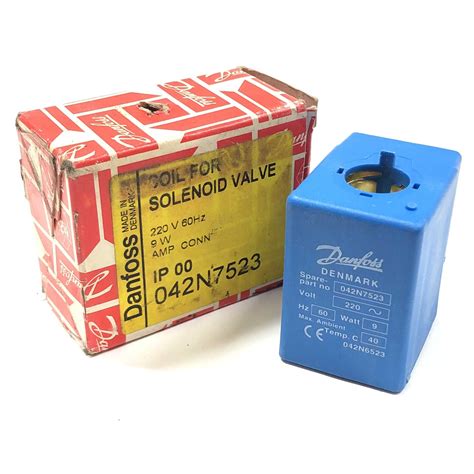 Danfoss
Danfoss
MADE IN
DENMARK
COIL FOR
SOLENOID VALVE
220 V 60Hz
9 W
AMP CONN
IP 00
042N7523
Danfoss
DENMARK
Spare-
part no 042N7523
Volt 220 ~
Hz 60 Watt 9
Max. Ambient
Temp. C 40
CE 042N6523